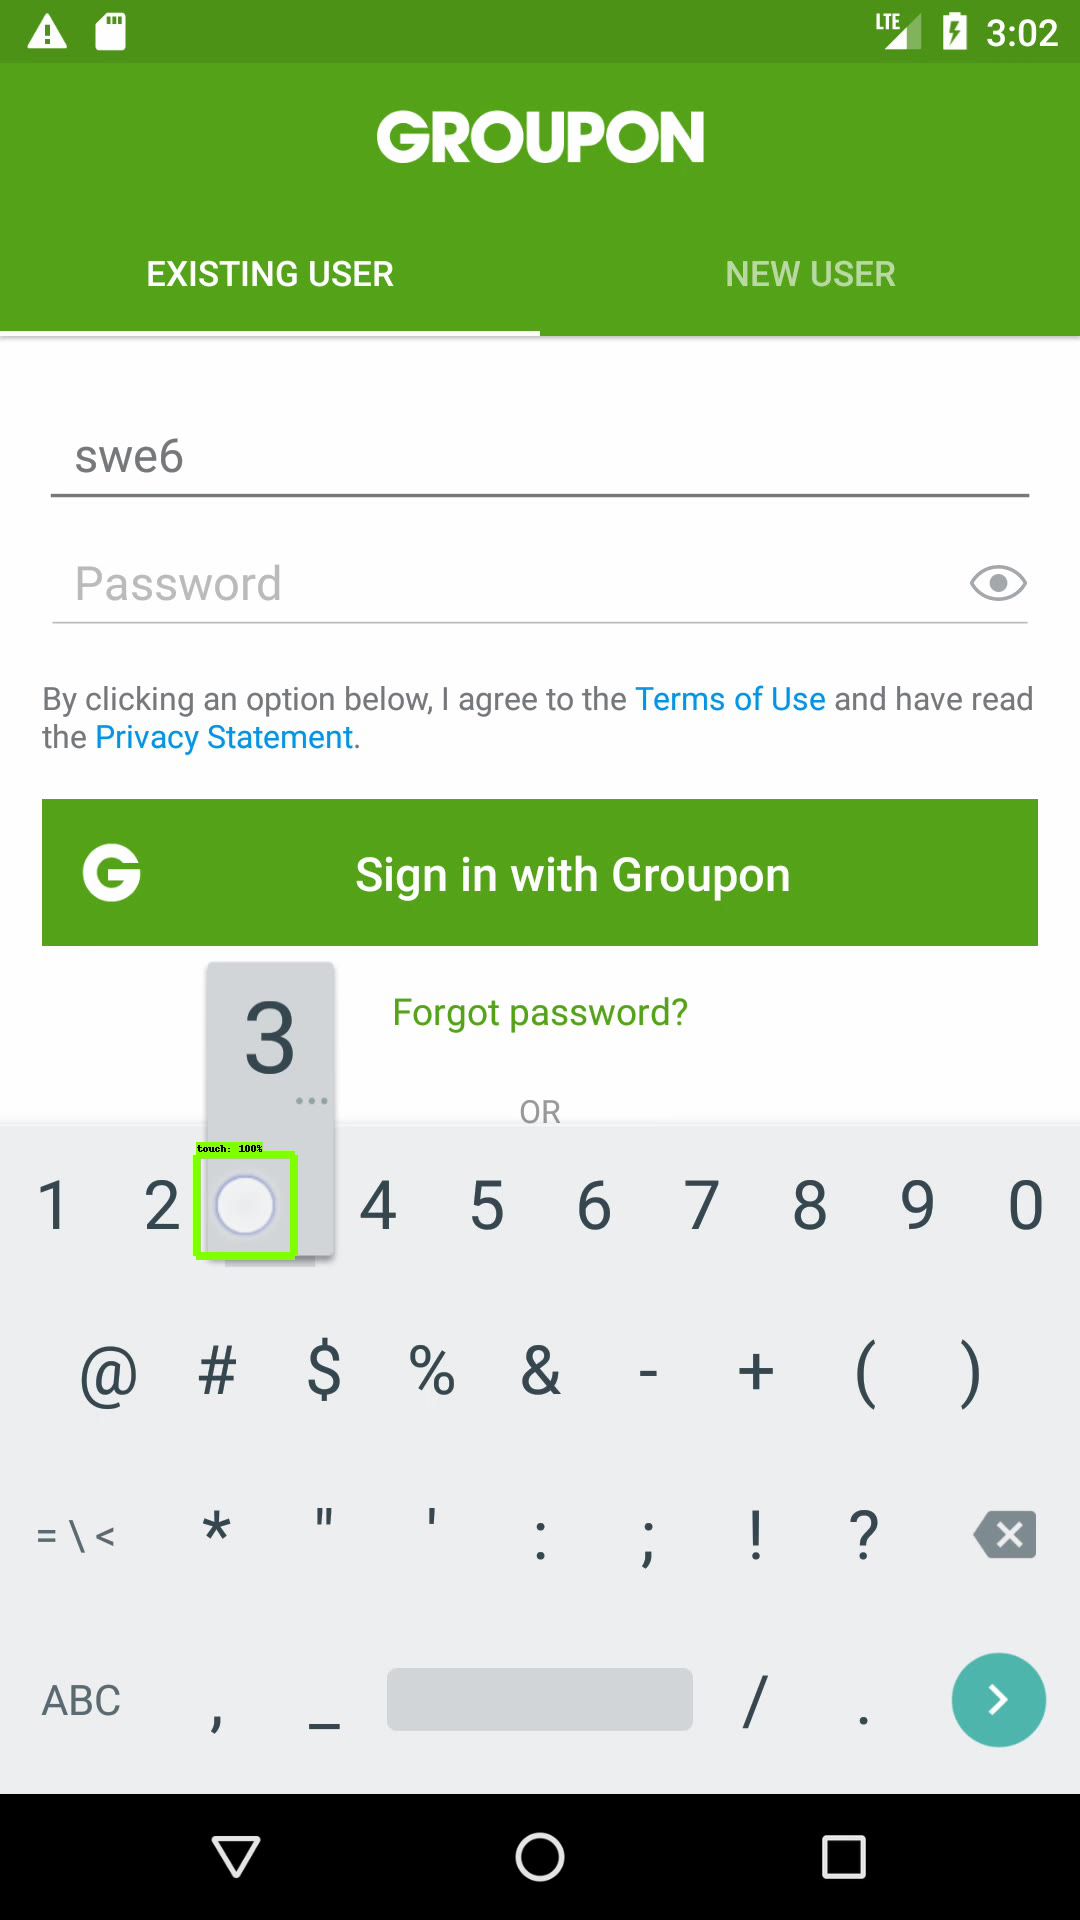 LTE 3:02
GROUPON
EXISTING USER NEW USER
swe6
Password
By clicking an option below, I agree to the Terms of Use and have read
the Privacy Statement.
G Sign in with Groupon
3
Forgot password?
OR
touch: 100%
1 2 4 5 6 7 8 9 0
@ # $ % & - + ( )
= \ < * " ' : ; ! ?
ABC , _ / .